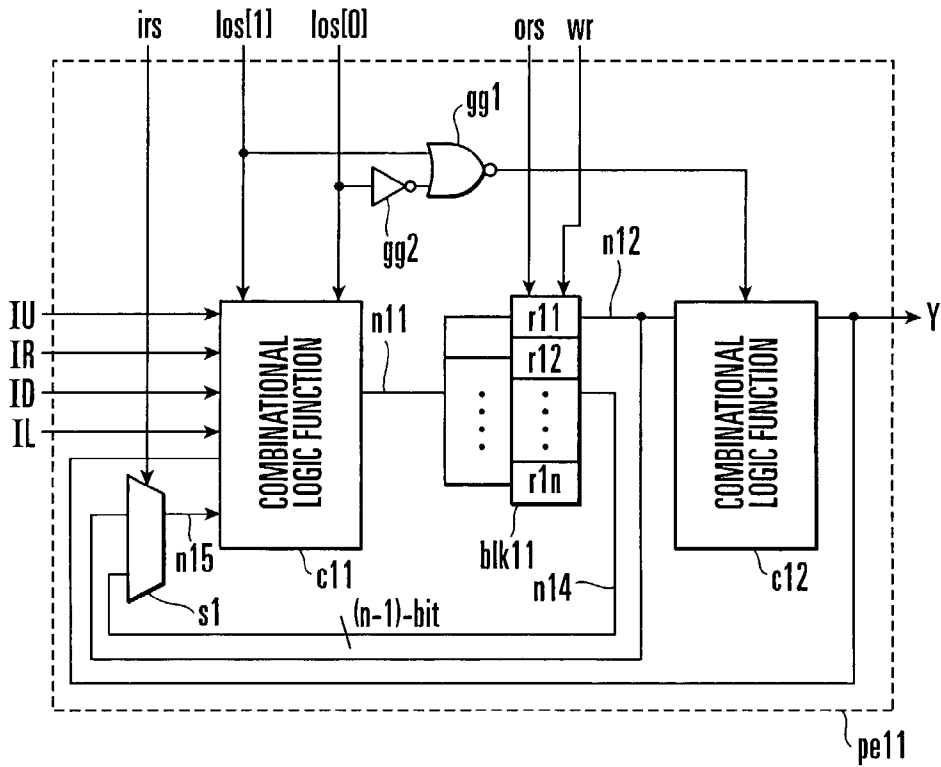 irs los[1] los[0] ors wr
gg1
gg2
n12
IU
IR
ID
IL
n11
r11
r12
r1n
Y
COMBINATIONAL
LOGIC FUNCTION
COMBINATIONAL
LOGIC FUNCTION
n15
s1
c11
blk11
n14
c12
(n-1)-bit
pe11